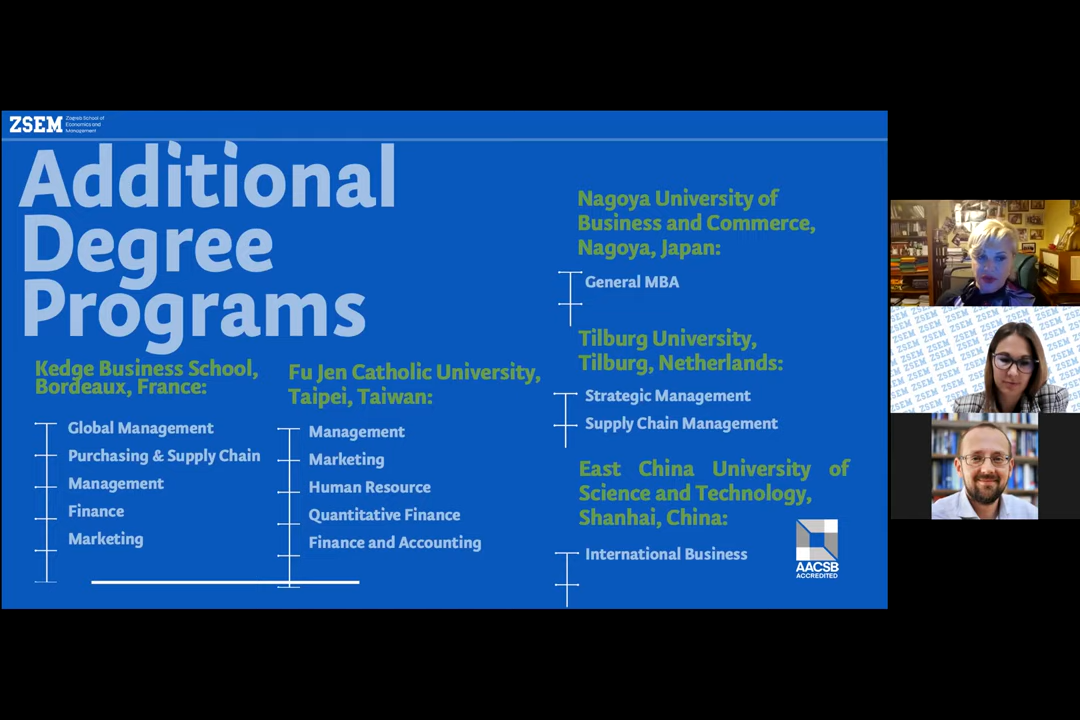 ZSEM
Zagreb School of
Economics and
Management
Additional
Degree
Programs
Kedge Business School,
Bordeaux, France:
Global Management
Purchasing & Supply Chain
Management
Finance
Marketing
Fu Jen Catholic University,
Taipei, Taiwan:
Management
Marketing
Human Resource
Quantitative Finance
Finance and Accounting
Nagoya University of
Business and Commerce,
Nagoya, Japan:
General MBA
Tilburg University,
Tilburg, Netherlands:
Strategic Management
Supply Chain Management
East China University of
Science and Technology,
Shanhai, China:
International Business
AACSB
ACCREDITED